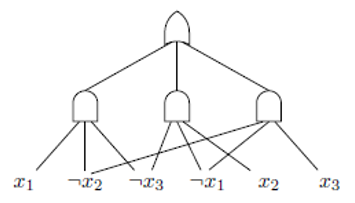 x₁ ¬x₂ ¬x₃ ¬x₁ x₂ x₃